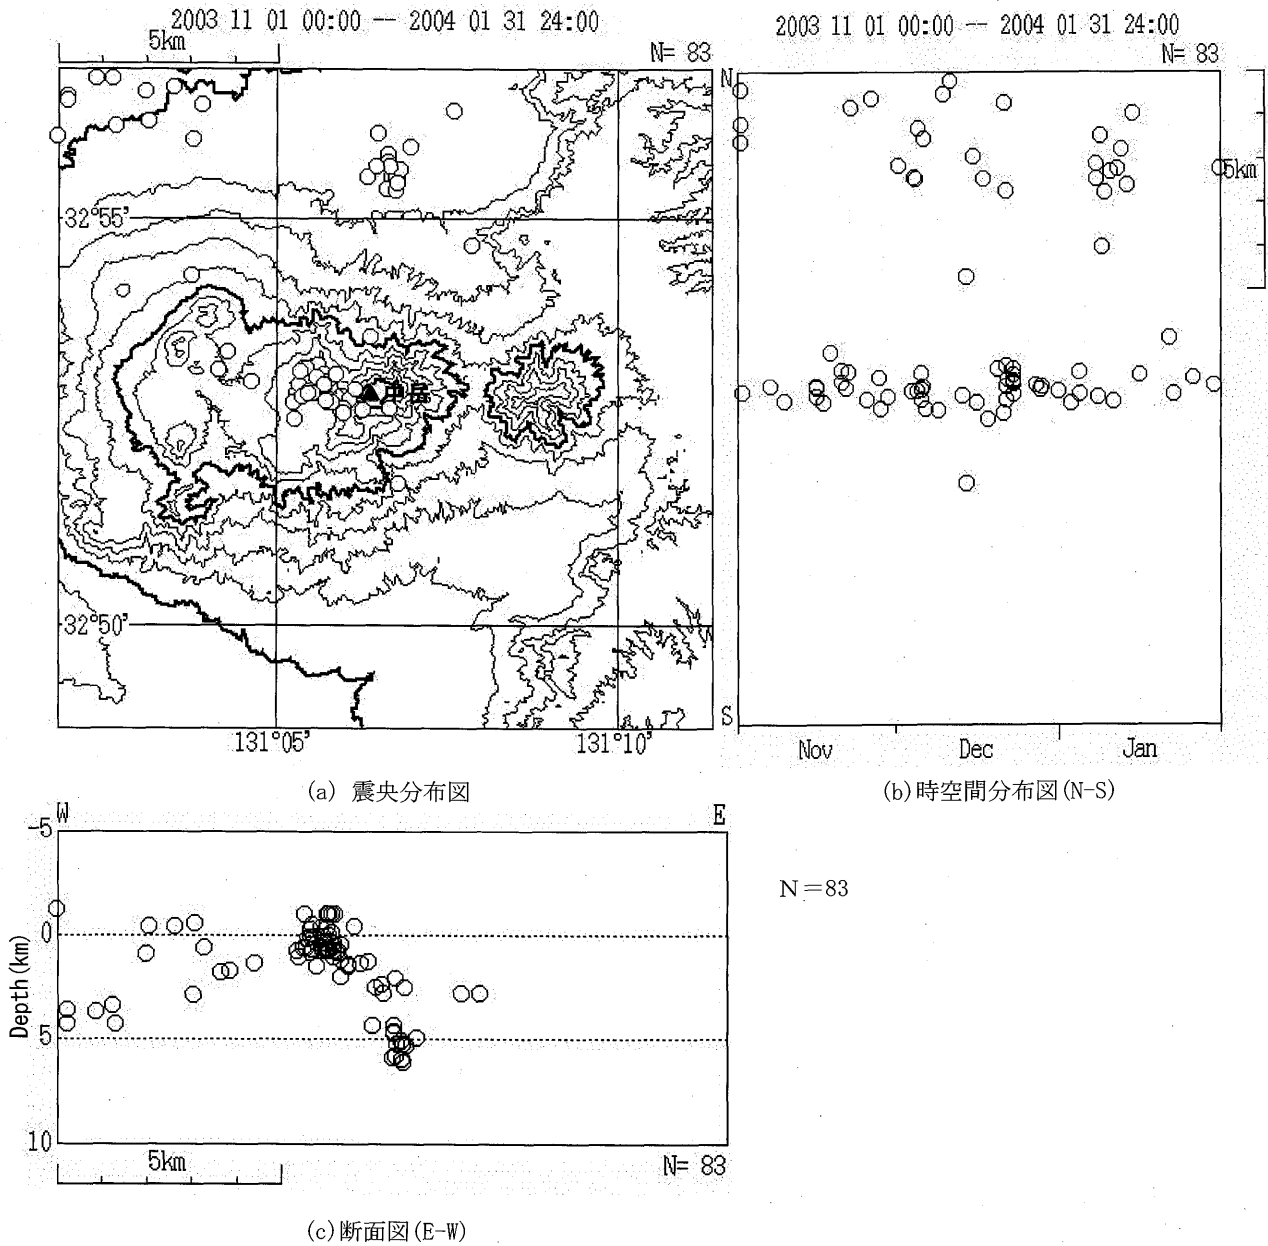 2003 11 01 00:00 -- 2004 01 31 24:00
5km
N= 83
32°55'
中岳
32°50'
131°05'
131°10'
(a) 震央分布図
2003 11 01 00:00 -- 2004 01 31 24:00
N= 83
N
5km
S
Nov
Dec
Jan
(b)時空間分布図(N-S)
W
E
-5
0
5
10
Depth(km)
5km
N= 83
(c)断面図(E-W)
N=83